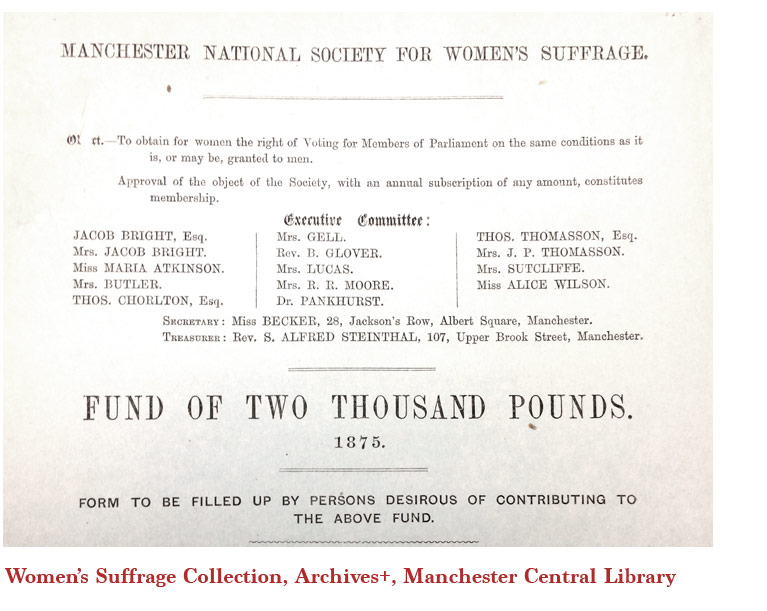 MANCHESTER NATIONAL SOCIETY FOR WOMEN'S SUFFRAGE.
ct.—To obtain for women the right of Voting for Members of Parliament on the same conditions as it
is, or may be, granted to men.
Approval of the object of the Society, with an annual subscription of any amount, constitutes
membership.
Executive Committee:
JACOB BRIGHT, Esq.
Mrs. JACOB BRIGHT.
Miss MARIA ATKINSON.
Mrs. BUTLER.
THOS. CHORLTON, Esq.
Mrs. GELL.
Rev. B. GLOVER.
Mrs. LUCAS.
Mrs. R. R. MOORE.
Dr. PANKHURST.
THOS. THOMASSON, Esq.
Mrs. J. P. THOMASSON.
Mrs. SUTCLIFFE.
Miss ALICE WILSON.
SECRETARY: Miss BECKER, 28, Jackson's Row, Albert Square, Manchester.
TREASURER: Rev. S. ALFRED STEINTHAL, 107, Upper Brook Street, Manchester.
FUND OF TWO THOUSAND POUNDS.
1875.
FORM TO BE FILLED UP BY PERSONS DESIROUS OF CONTRIBUTING TO
THE ABOVE FUND.
Women's Suffrage Collection, Archives+, Manchester Central Library